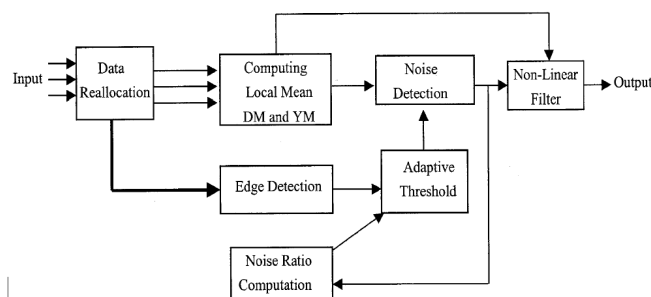 Input
Data
Reallocation
Computing
Local Mean
DM and YM
Noise
Detection
Non-Linear
Filter
Output
Edge Detection
Adaptive
Threshold
Noise Ratio
Computation